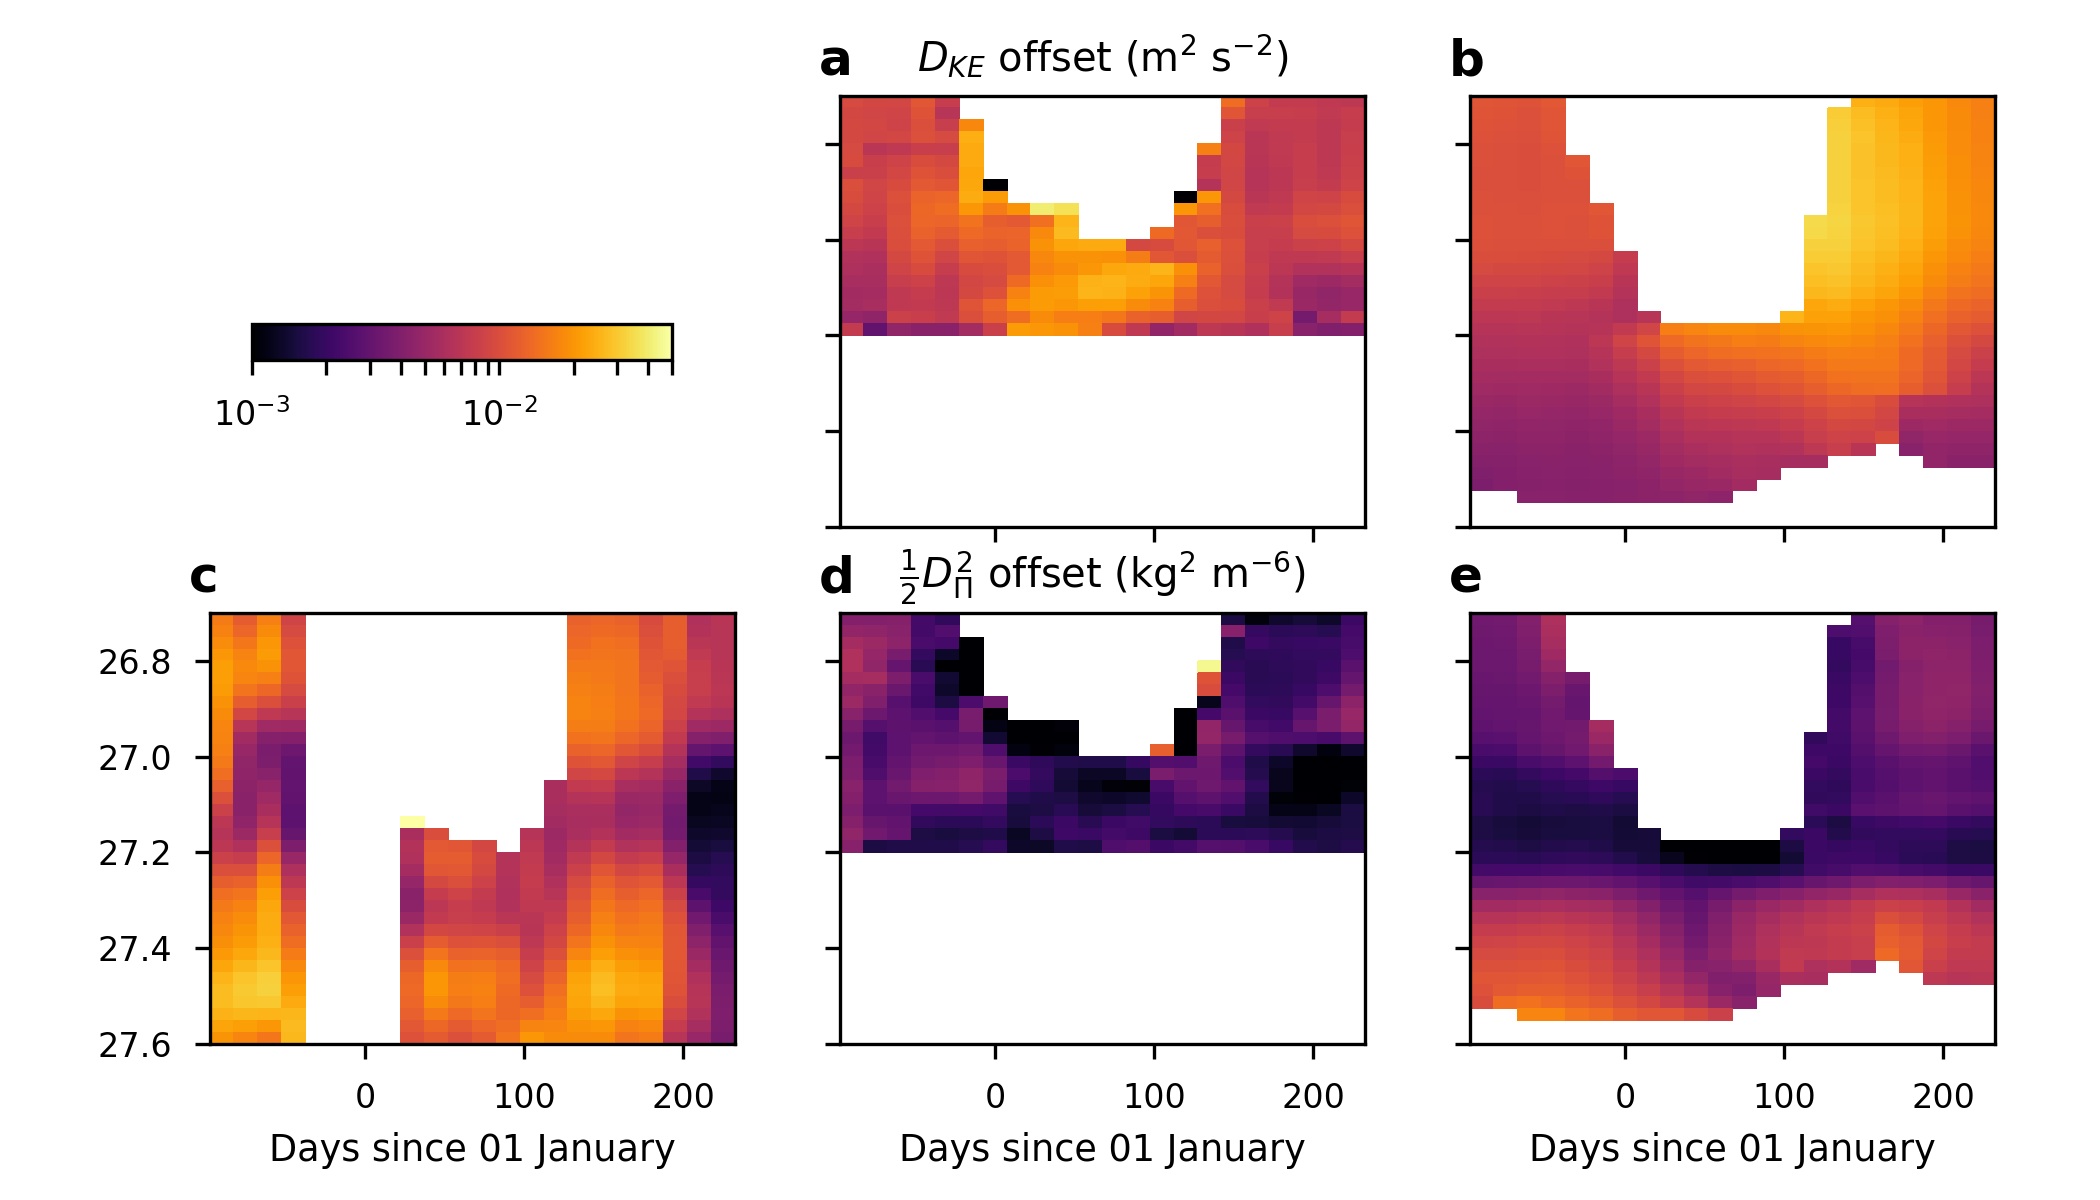 a D_KE offset (m² s⁻²) b
10⁻³ 10⁻²
c d ½D_Π² offset (kg² m⁻⁶) e
26.8
27.0
27.2
27.4
27.6
0 100 200 0 100 200 0 100 200
Days since 01 January Days since 01 January Days since 01 January